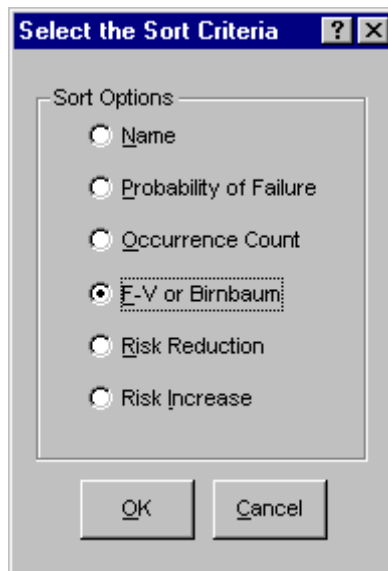 Select the Sort Criteria ?
Sort Options
Name
Probability of Failure
Occurrence Count
F-V or Birnbaum
Risk Reduction
Risk Increase
OK Cancel